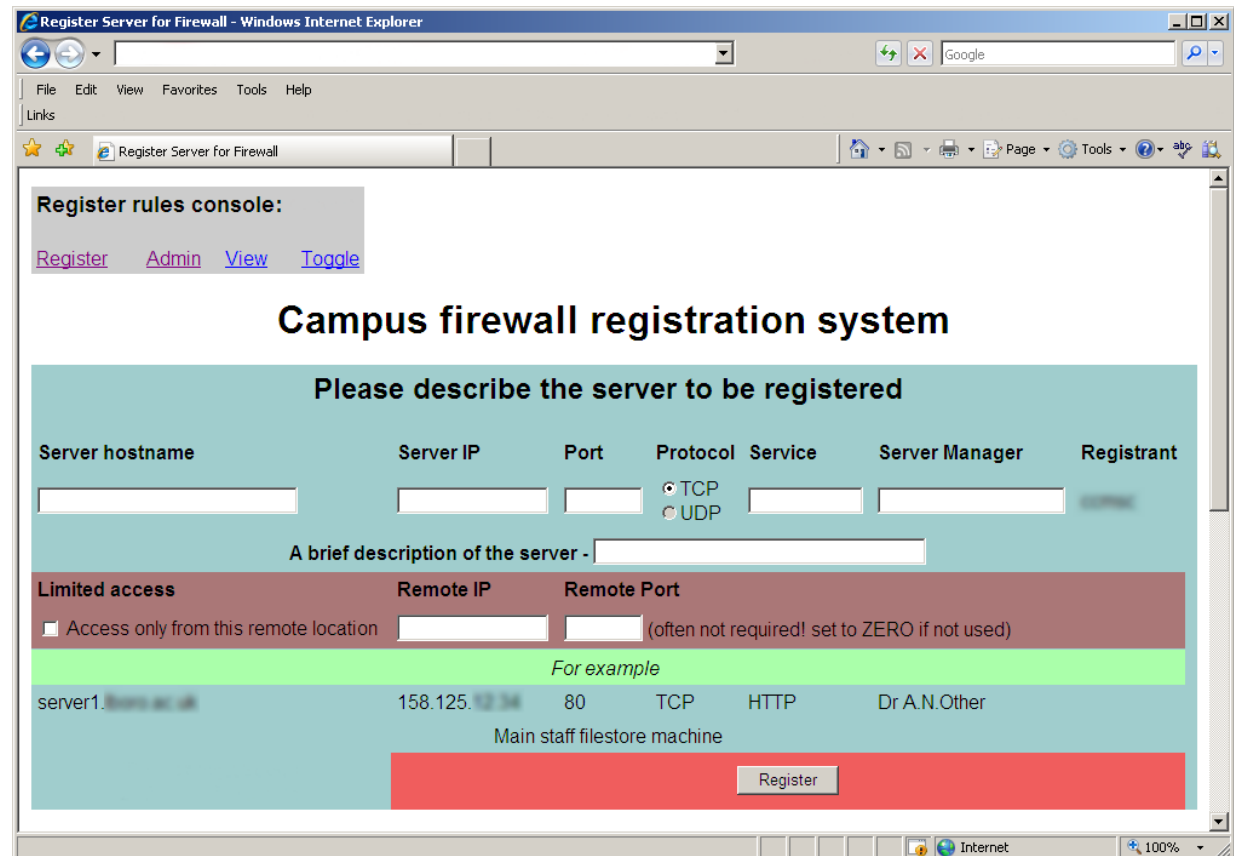 Register Server for Firewall - Windows Internet Explorer
Google
File Edit View Favorites Tools Help
Links
Register Server for Firewall
Page Tools
Register rules console:
Register Admin View Toggle
Campus firewall registration system
Please describe the server to be registered
Server hostname Server IP Port Protocol Service Server Manager Registrant
TCP
UDP
A brief description of the server -
Limited access Remote IP Remote Port
Access only from this remote location (often not required! set to ZERO if not used)
For example
server1. 158.125. 80 TCP HTTP Dr A.N.Other
Main staff filestore machine
Register
Internet 100%